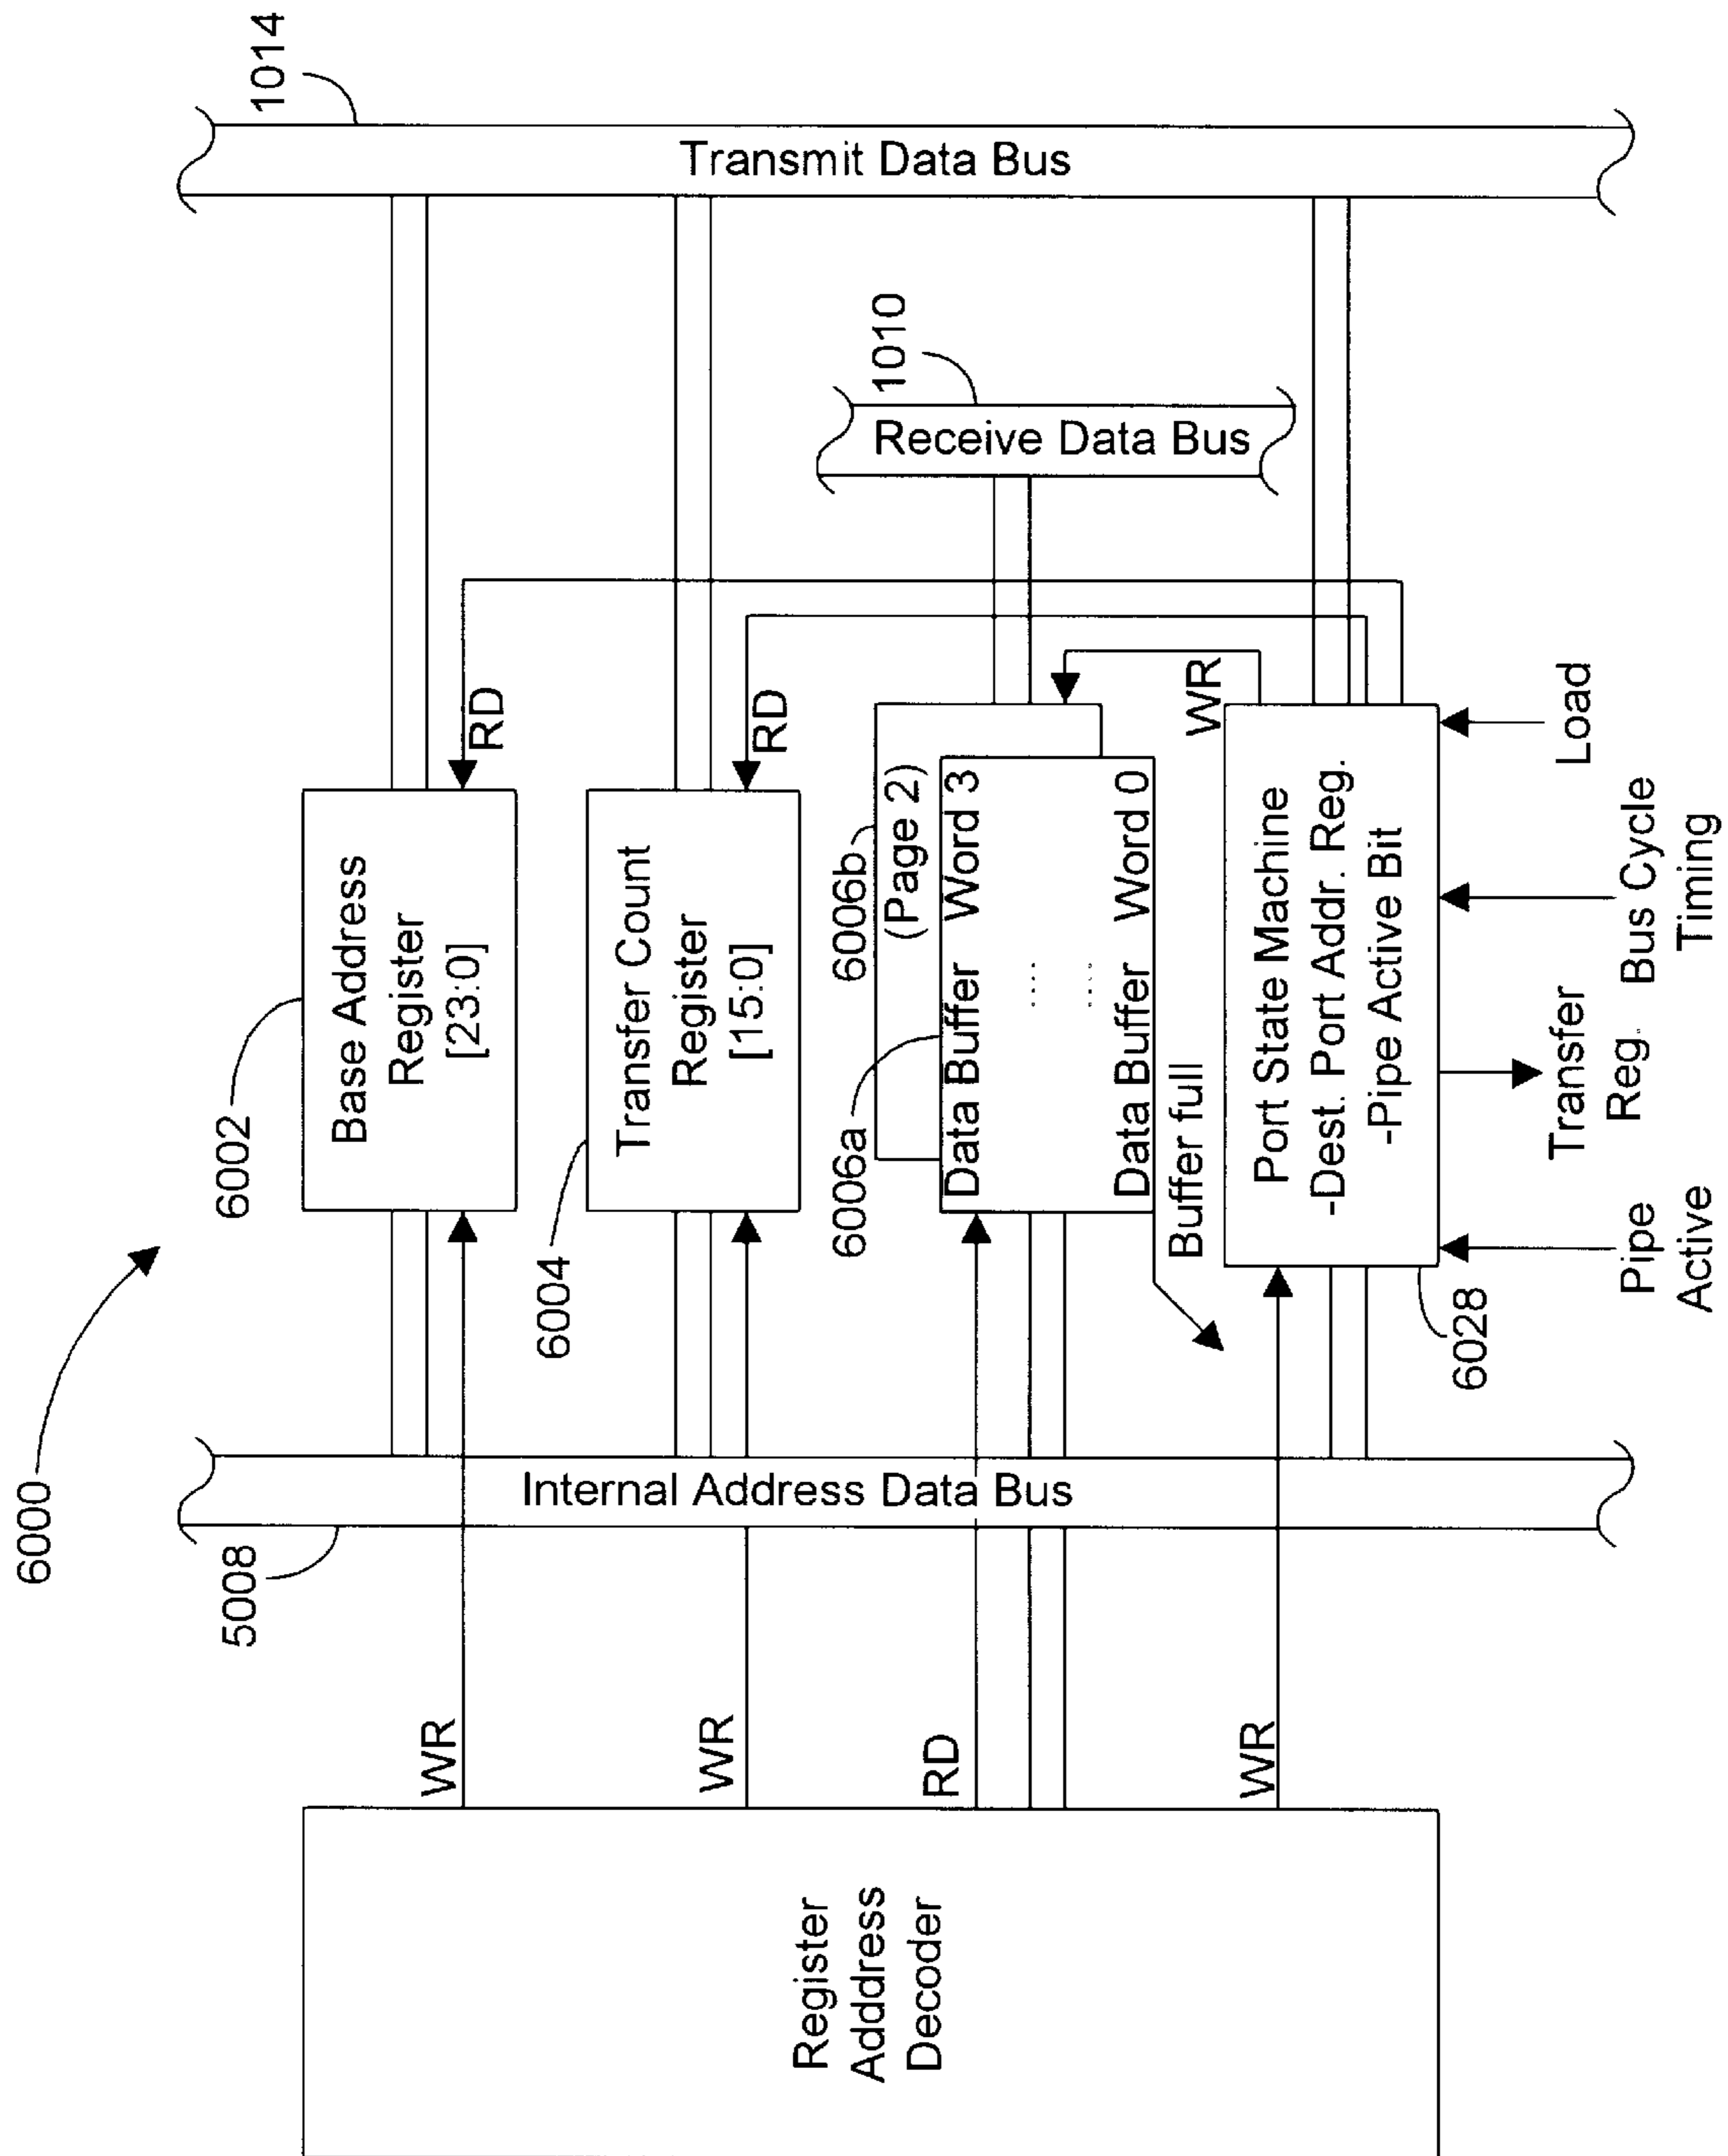 6000
5008
6002
1014
WR
Base Address
Register
[23:0]
RD
6004
WR
Transfer Count
Register
[15:0]
RD
Internal Address Data Bus
Transmit Data Bus
Register
Adddress
Decoder
6006a
6006b
(Page 2)
RD
Data Buffer Word 3
.... ....
Data Buffer Word 0
Receive Data Bus
1010
Buffer full
WR
WR
Port State Machine
-Dest. Port Addr. Reg.
-Pipe Active Bit
6028
Pipe
Active
Transfer
Reg.
Bus Cycle
Timing
Load